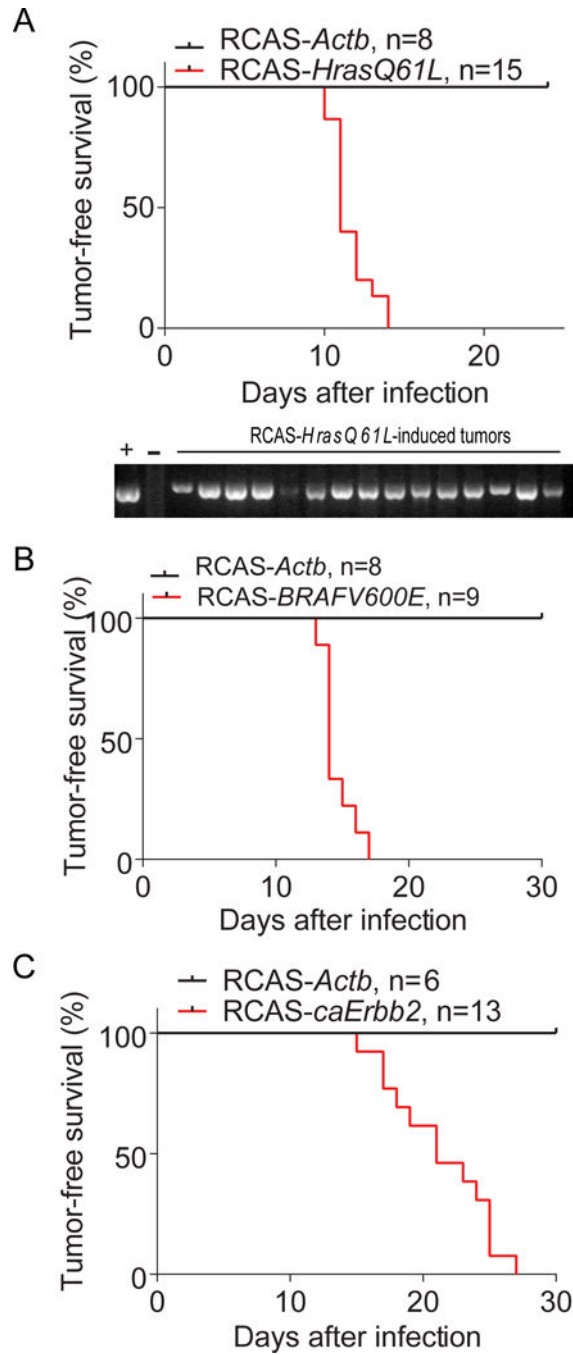 A
RCAS-Actb, n=8
RCAS-HrasQ61L, n=15
Tumor-free survival (%)
100
50
0
0 10 20
Days after infection
RCAS-HrasQ61L-induced tumors
+ -
B
RCAS-Actb, n=8
RCAS-BRAFV600E, n=9
Tumor-free survival (%)
100
50
0
0 10 20 30
Days after infection
C
RCAS-Actb, n=6
RCAS-caErbb2, n=13
Tumor-free survival (%)
100
50
0
0 10 20 30
Days after infection